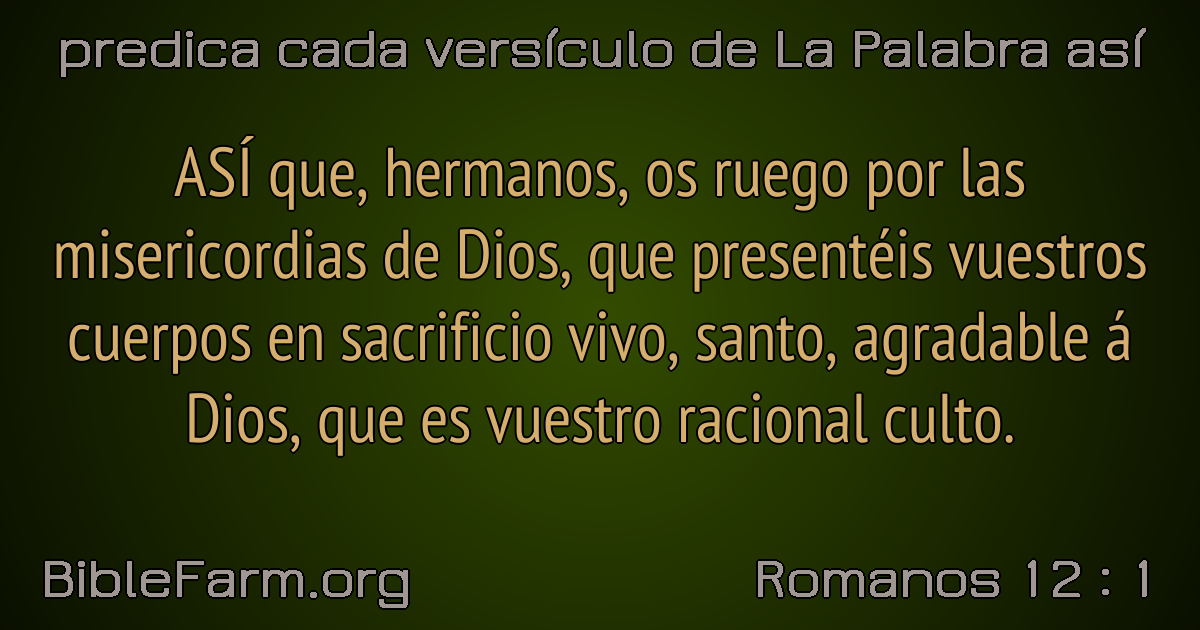 predica cada versículo de La Palabra así
ASÍ que, hermanos, os ruego por las
misericordias de Dios, que presentéis vuestros
cuerpos en sacrificio vivo, santo, agradable á
Dios, que es vuestro racional culto.
BibleFarm.org
Romanos 12 : 1